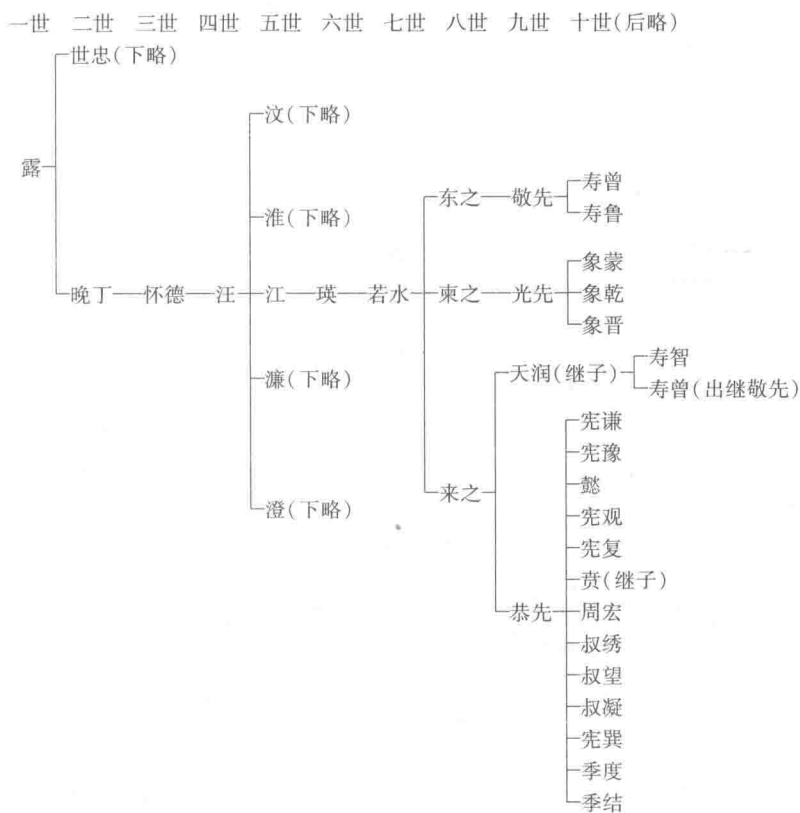 一世 二世 三世 四世 五世 六世 七世 八世 九世 十世(后略)
世忠(下略)
汶(下略)
露
寿曾
东之 敬先
寿鲁
淮(下略)
象蒙
晚丁 怀德 汪 江 瑛 若水 柬之 光先 象乾
象晋
寿智
天润(继子)
濂(下略)
寿曾(出继敬先)
宪谦
宪豫
懿
来之
澄(下略)
宪观
宪复
贲(继子)
恭先 周宏
叔绣
叔望
叔凝
宪巽
季度
季结